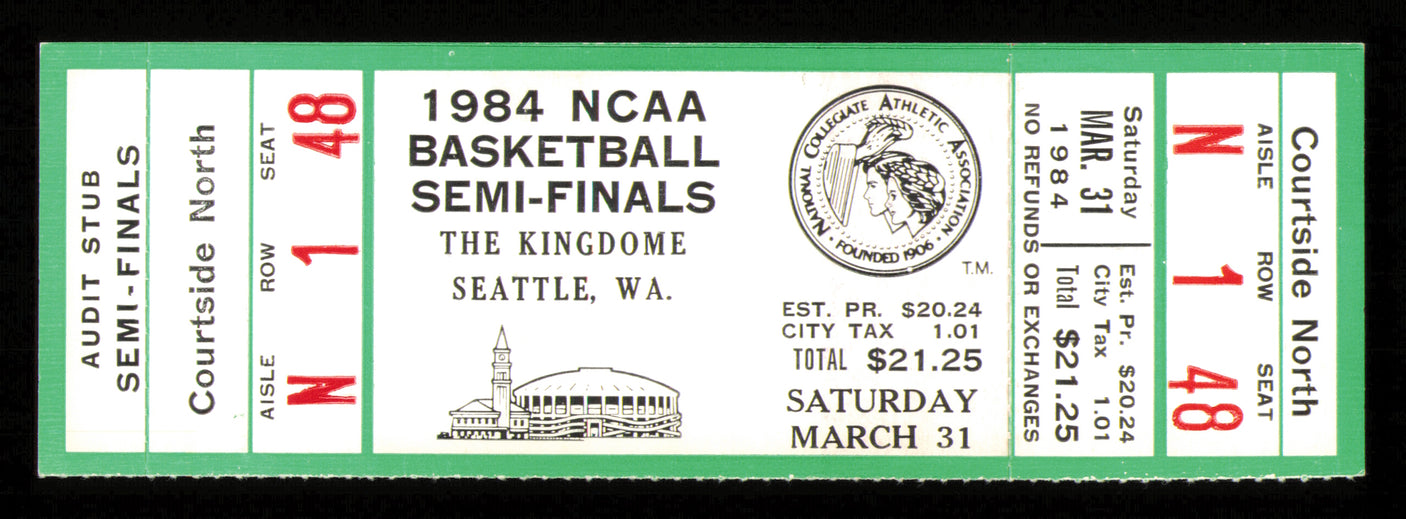 AUDIT STUB
SEMI-FINALS
Courtside North
AISLE ROW SEAT
N 1 48
1984 NCAA
BASKETBALL
SEMI-FINALS
THE KINGDOME
SEATTLE, WA.
NATIONAL COLLEGIATE ATHLETIC ASSOCIATION
• FOUNDED 1906 •
T.M.
EST. PR. $20.24
CITY TAX 1.01
TOTAL $21.25
SATURDAY
MARCH 31
Saturday
MAR. 31
1984
Est. Pr. $20.24
City Tax 1.01
Total $21.25
NO REFUNDS OR EXCHANGES
Courtside North
AISLE ROW SEAT
N 1 48